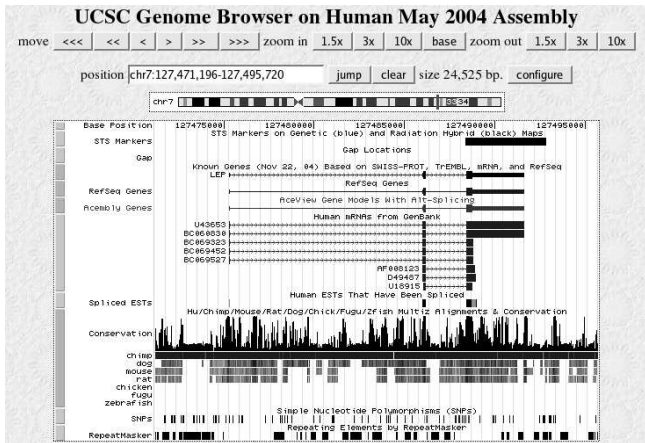 UCSC Genome Browser on Human May 2004 Assembly
move <<< << < > >> >>> zoom in 1.5x 3x 10x base zoom out 1.5x 3x 10x
position chr7:127,471,196-127,495,720 jump clear size 24,525 bp. configure
chr7 33 34
Base Position 127475000| 127480000| 127485000| 127490000| 127495000|
STS Markers on Genetic (blue) and Radiation Hybrid (black) Maps
STS Markers
Gap Locations
Gap
Known Genes (Nov 22, 04) Based on SWISS-PROT, TrEMBL, mRNA, and RefSeq
LEP
RefSeq Genes
RefSeq Genes
AceView Gene Models With Alt-Splicing
Acembly Genes
Human mRNAs from GenBank
U43653
BC060830
BC069323
BC069452
BC069527
AF008123
D49487
U18915
Human ESTs That Have Been Spliced
Spliced ESTs
Hu/Chimp/Mouse/Rat/Dog/Chick/Fugu/Zfish Multiz Alignments & Conservation
Conservation
chimp
dog
mouse
rat
chicken
fugu
zebrafish
Simple Nucleotide Polymorphisms (SNPs)
SNPs
Repeating Elements by RepeatMasker
RepeatMasker